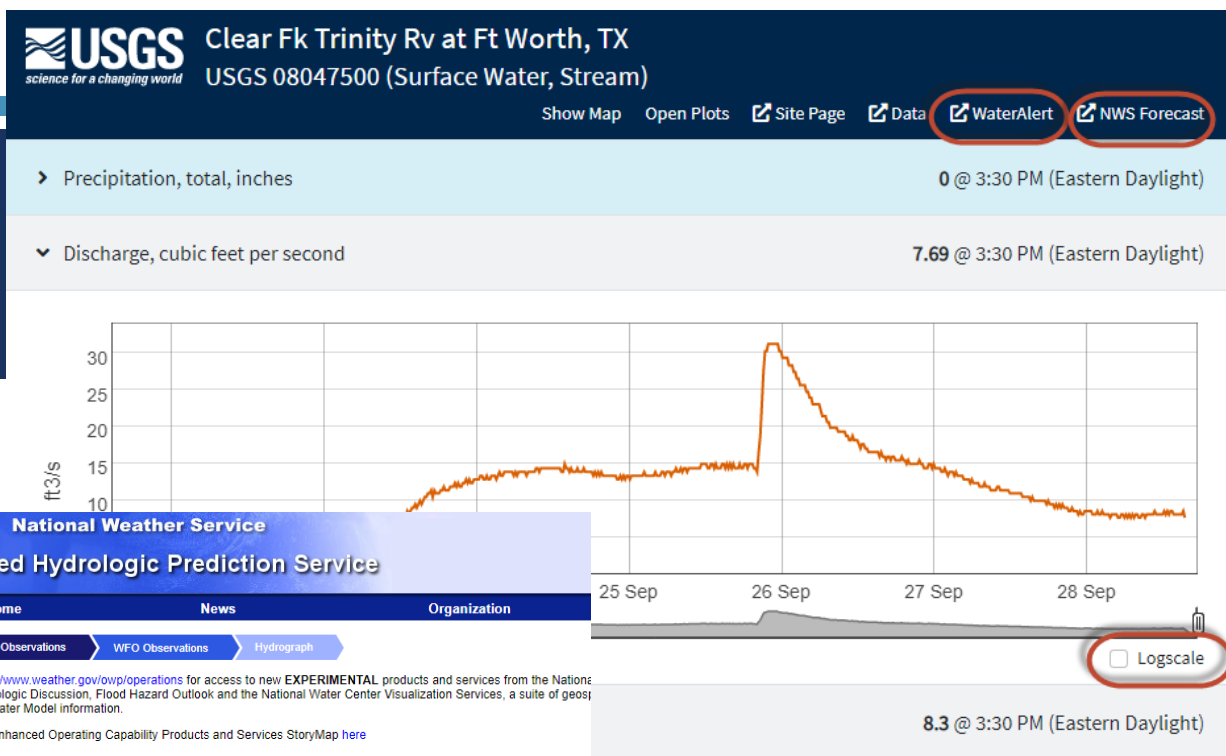 USGS
science for a changing world
Clear Fk Trinity Rv at Ft Worth, TX
USGS 08047500 (Surface Water, Stream)
Show Map Open Plots Site Page Data WaterAlert NWS Forecast
Precipitation, total, inches 0 @ 3:30 PM (Eastern Daylight)
Discharge, cubic feet per second 7.69 @ 3:30 PM (Eastern Daylight)
30
25
20
15
10
ft3/s
25 Sep 26 Sep 27 Sep 28 Sep
Logscale
8.3 @ 3:30 PM (Eastern Daylight)
National Weather Service
ed Hydrologic Prediction Service
ome News Organization
Observations WFO Observations Hydrograph
/www.weather.gov/owp/operations for access to new EXPERIMENTAL products and services from the Nationa
ologic Discussion, Flood Hazard Outlook and the National Water Center Visualization Services, a suite of geosp
ater Model information.
nhanced Operating Capability Products and Services StoryMap here